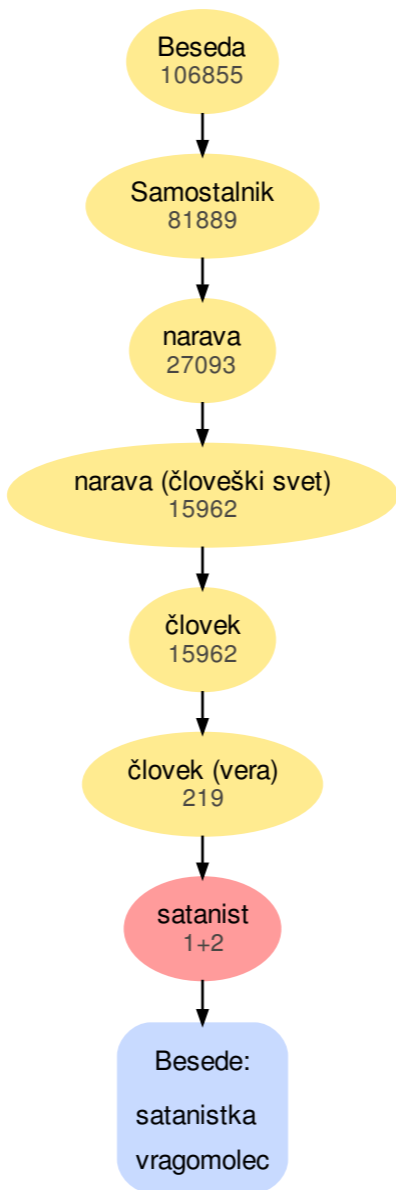 Beseda
106855
Samostalnik
81889
narava
27093
narava (človeški svet)
15962
človek
15962
človek (vera)
219
satanist
1+2
Besede:
satanistka
vragomolec